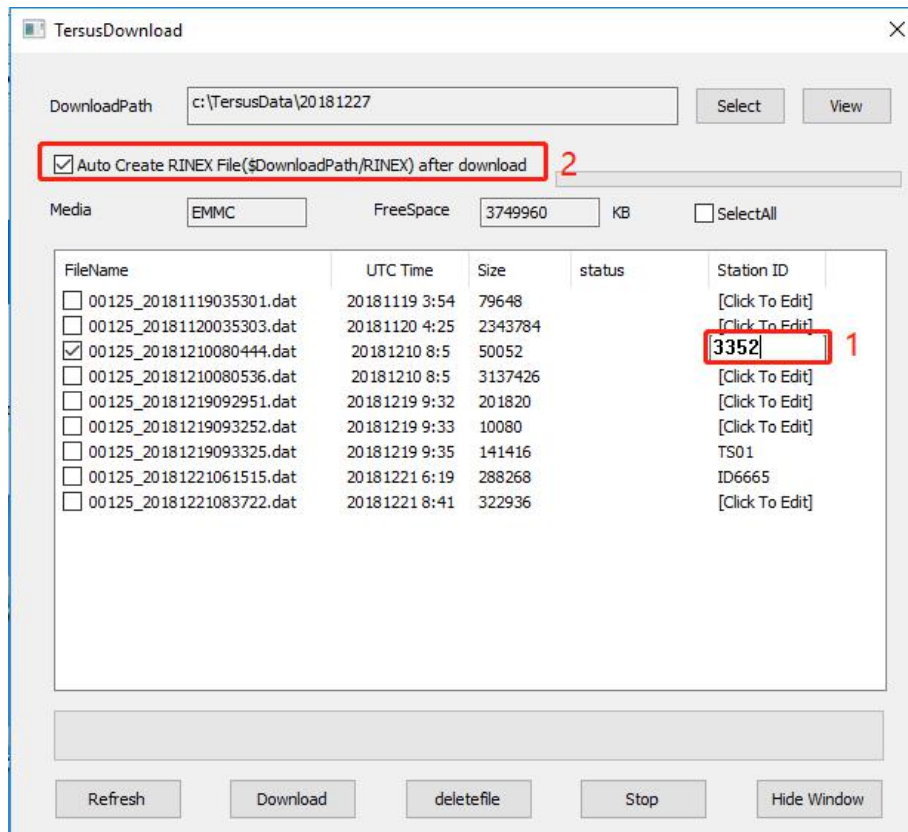 TersusDownload
DownloadPath c:\TersusData\20181227 Select View
Auto Create RINEX File($DownloadPath/RINEX) after download 2
Media EMMC FreeSpace 3749960 KB SelectAll
FileName UTC Time Size status Station ID
00125_20181119035301.dat 20181119 3:54 79648 [Click To Edit]
00125_20181120035303.dat 20181120 4:25 2343784 [Click To Edit]
00125_20181210080444.dat 20181210 8:5 50052 3352 1
00125_20181210080536.dat 20181210 8:5 3137426 [Click To Edit]
00125_20181219092951.dat 20181219 9:32 201820 [Click To Edit]
00125_20181219093252.dat 20181219 9:33 10080 [Click To Edit]
00125_20181219093325.dat 20181219 9:35 141416 TS01
00125_20181221061515.dat 20181221 6:19 288268 ID6665
00125_20181221083722.dat 20181221 8:41 322936 [Click To Edit]
Refresh Download deletefile Stop Hide Window